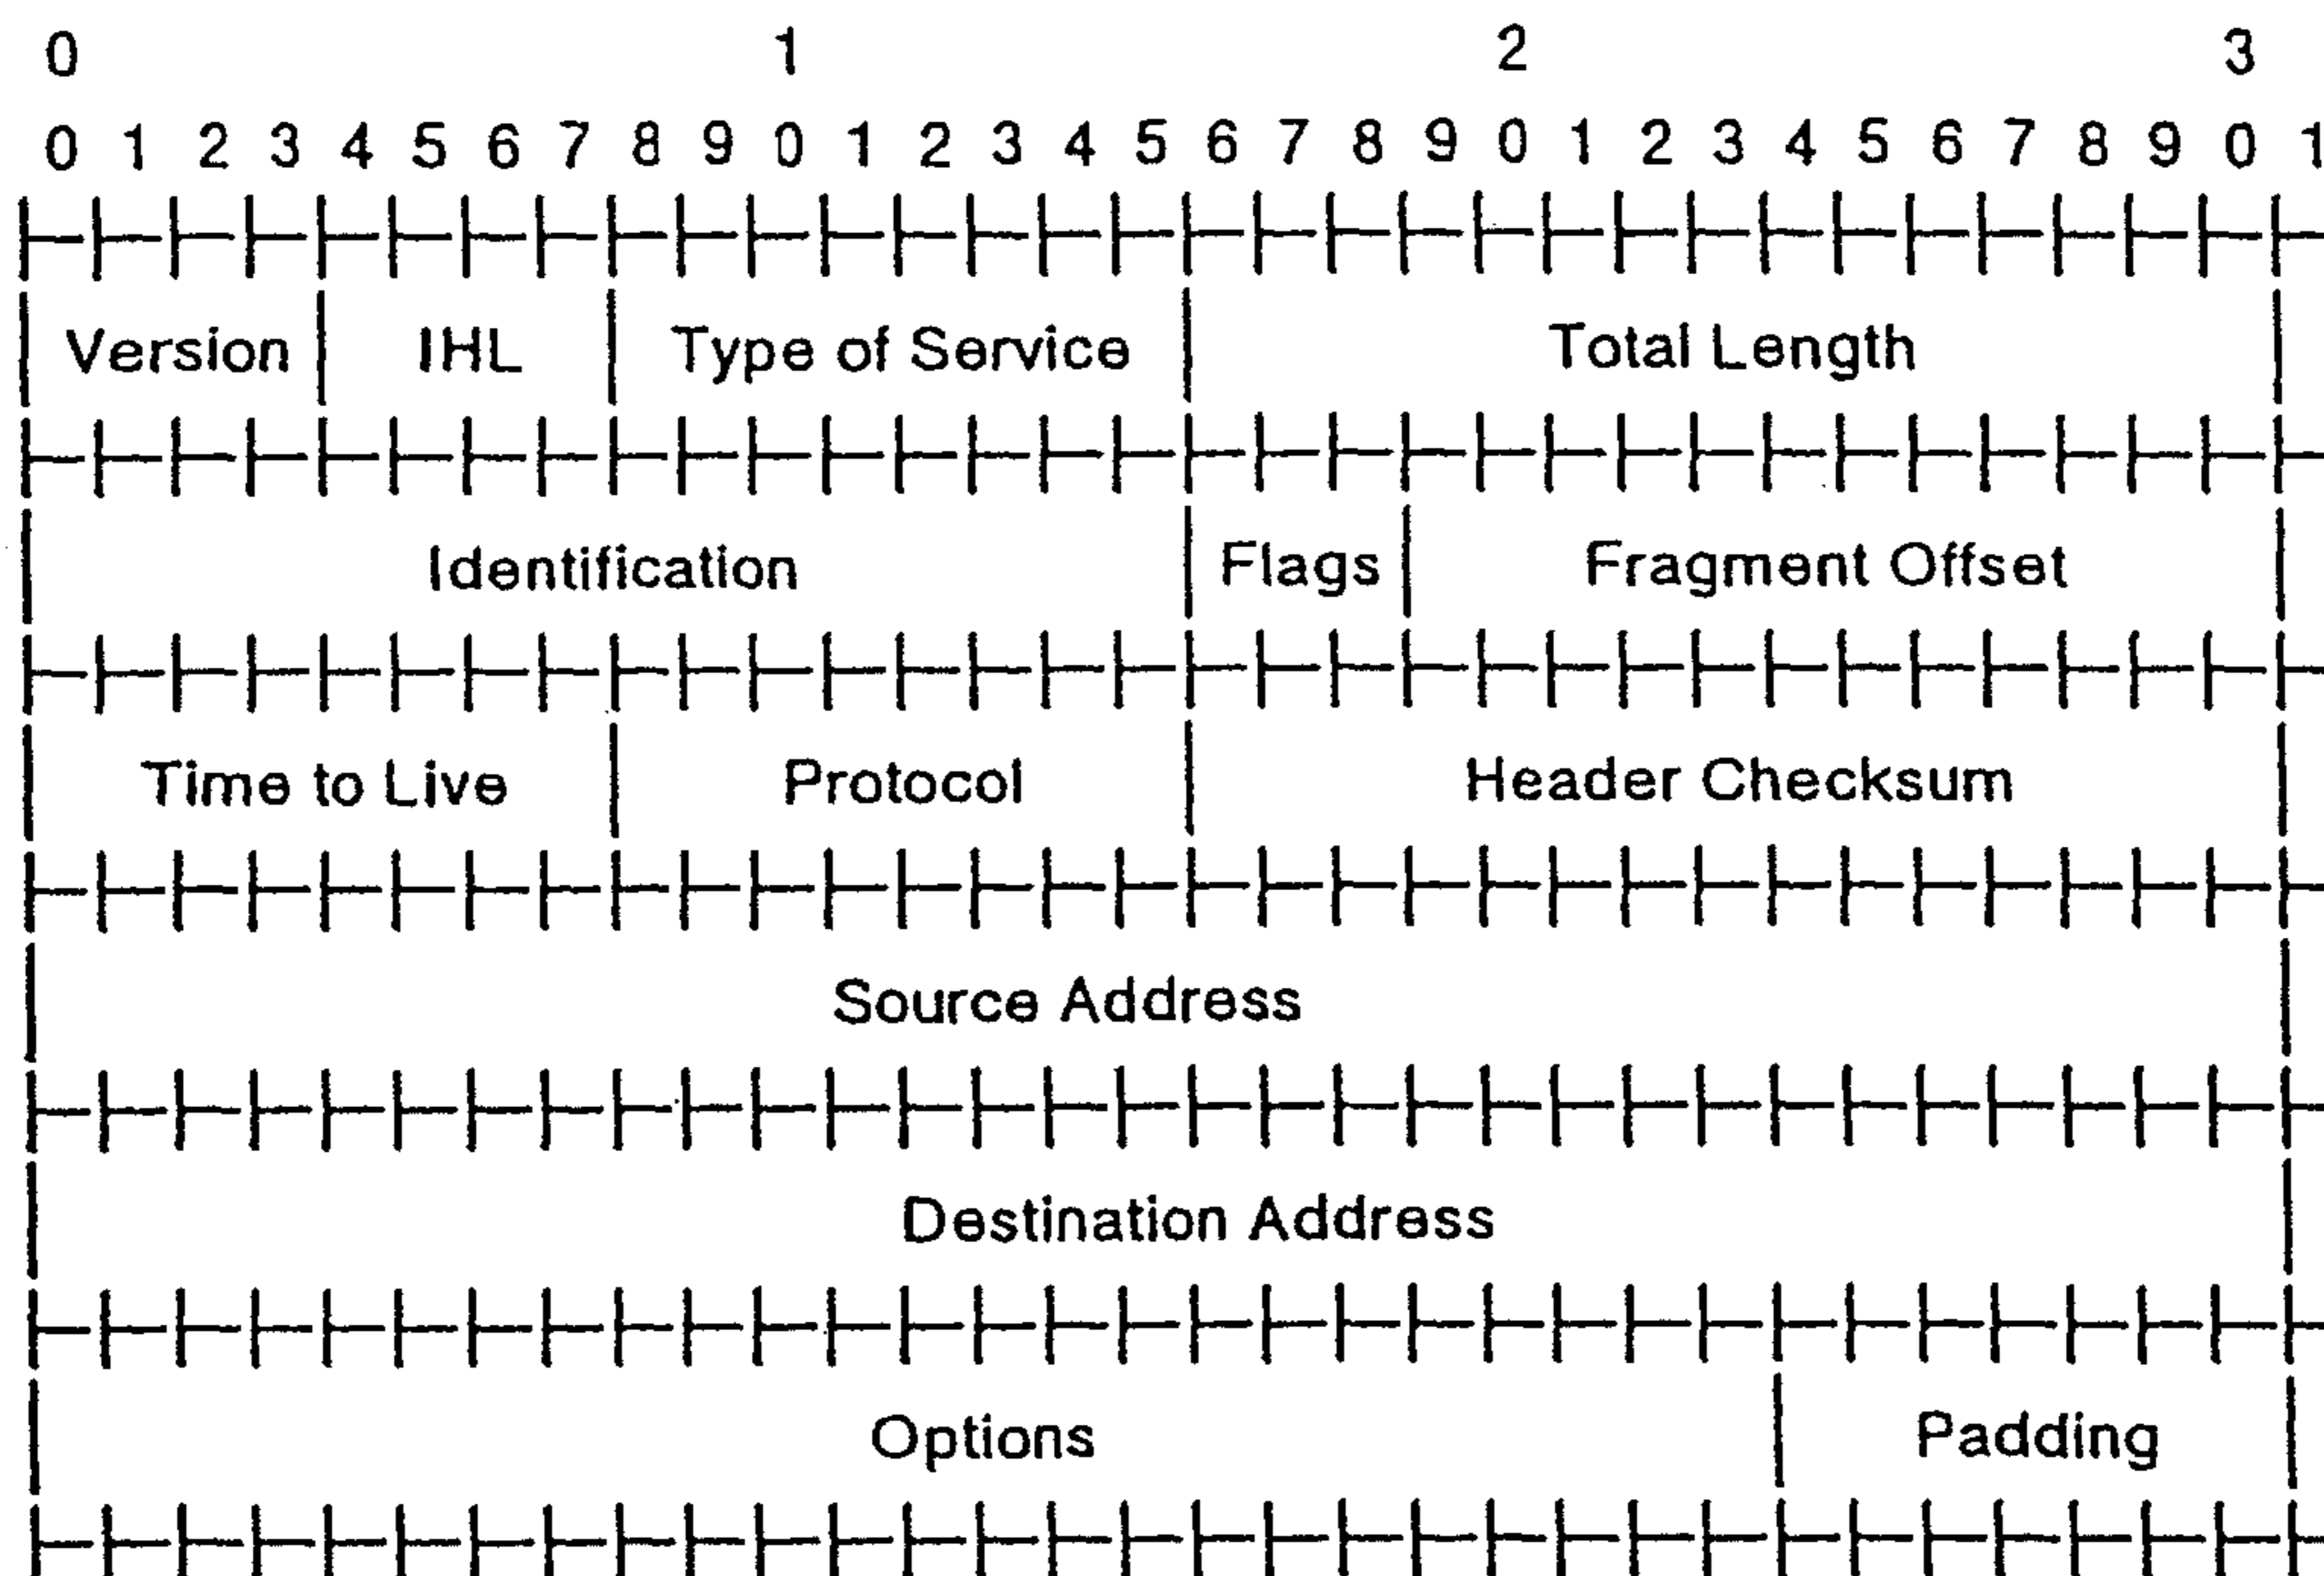 0 1 2 3
0 1 2 3 4 5 6 7 8 9 0 1 2 3 4 5 6 7 8 9 0 1 2 3 4 5 6 7 8 9 0 1
Version IHL Type of Service Total Length
Identification Flags Fragment Offset
Time to Live Protocol Header Checksum
Source Address
Destination Address
Options Padding